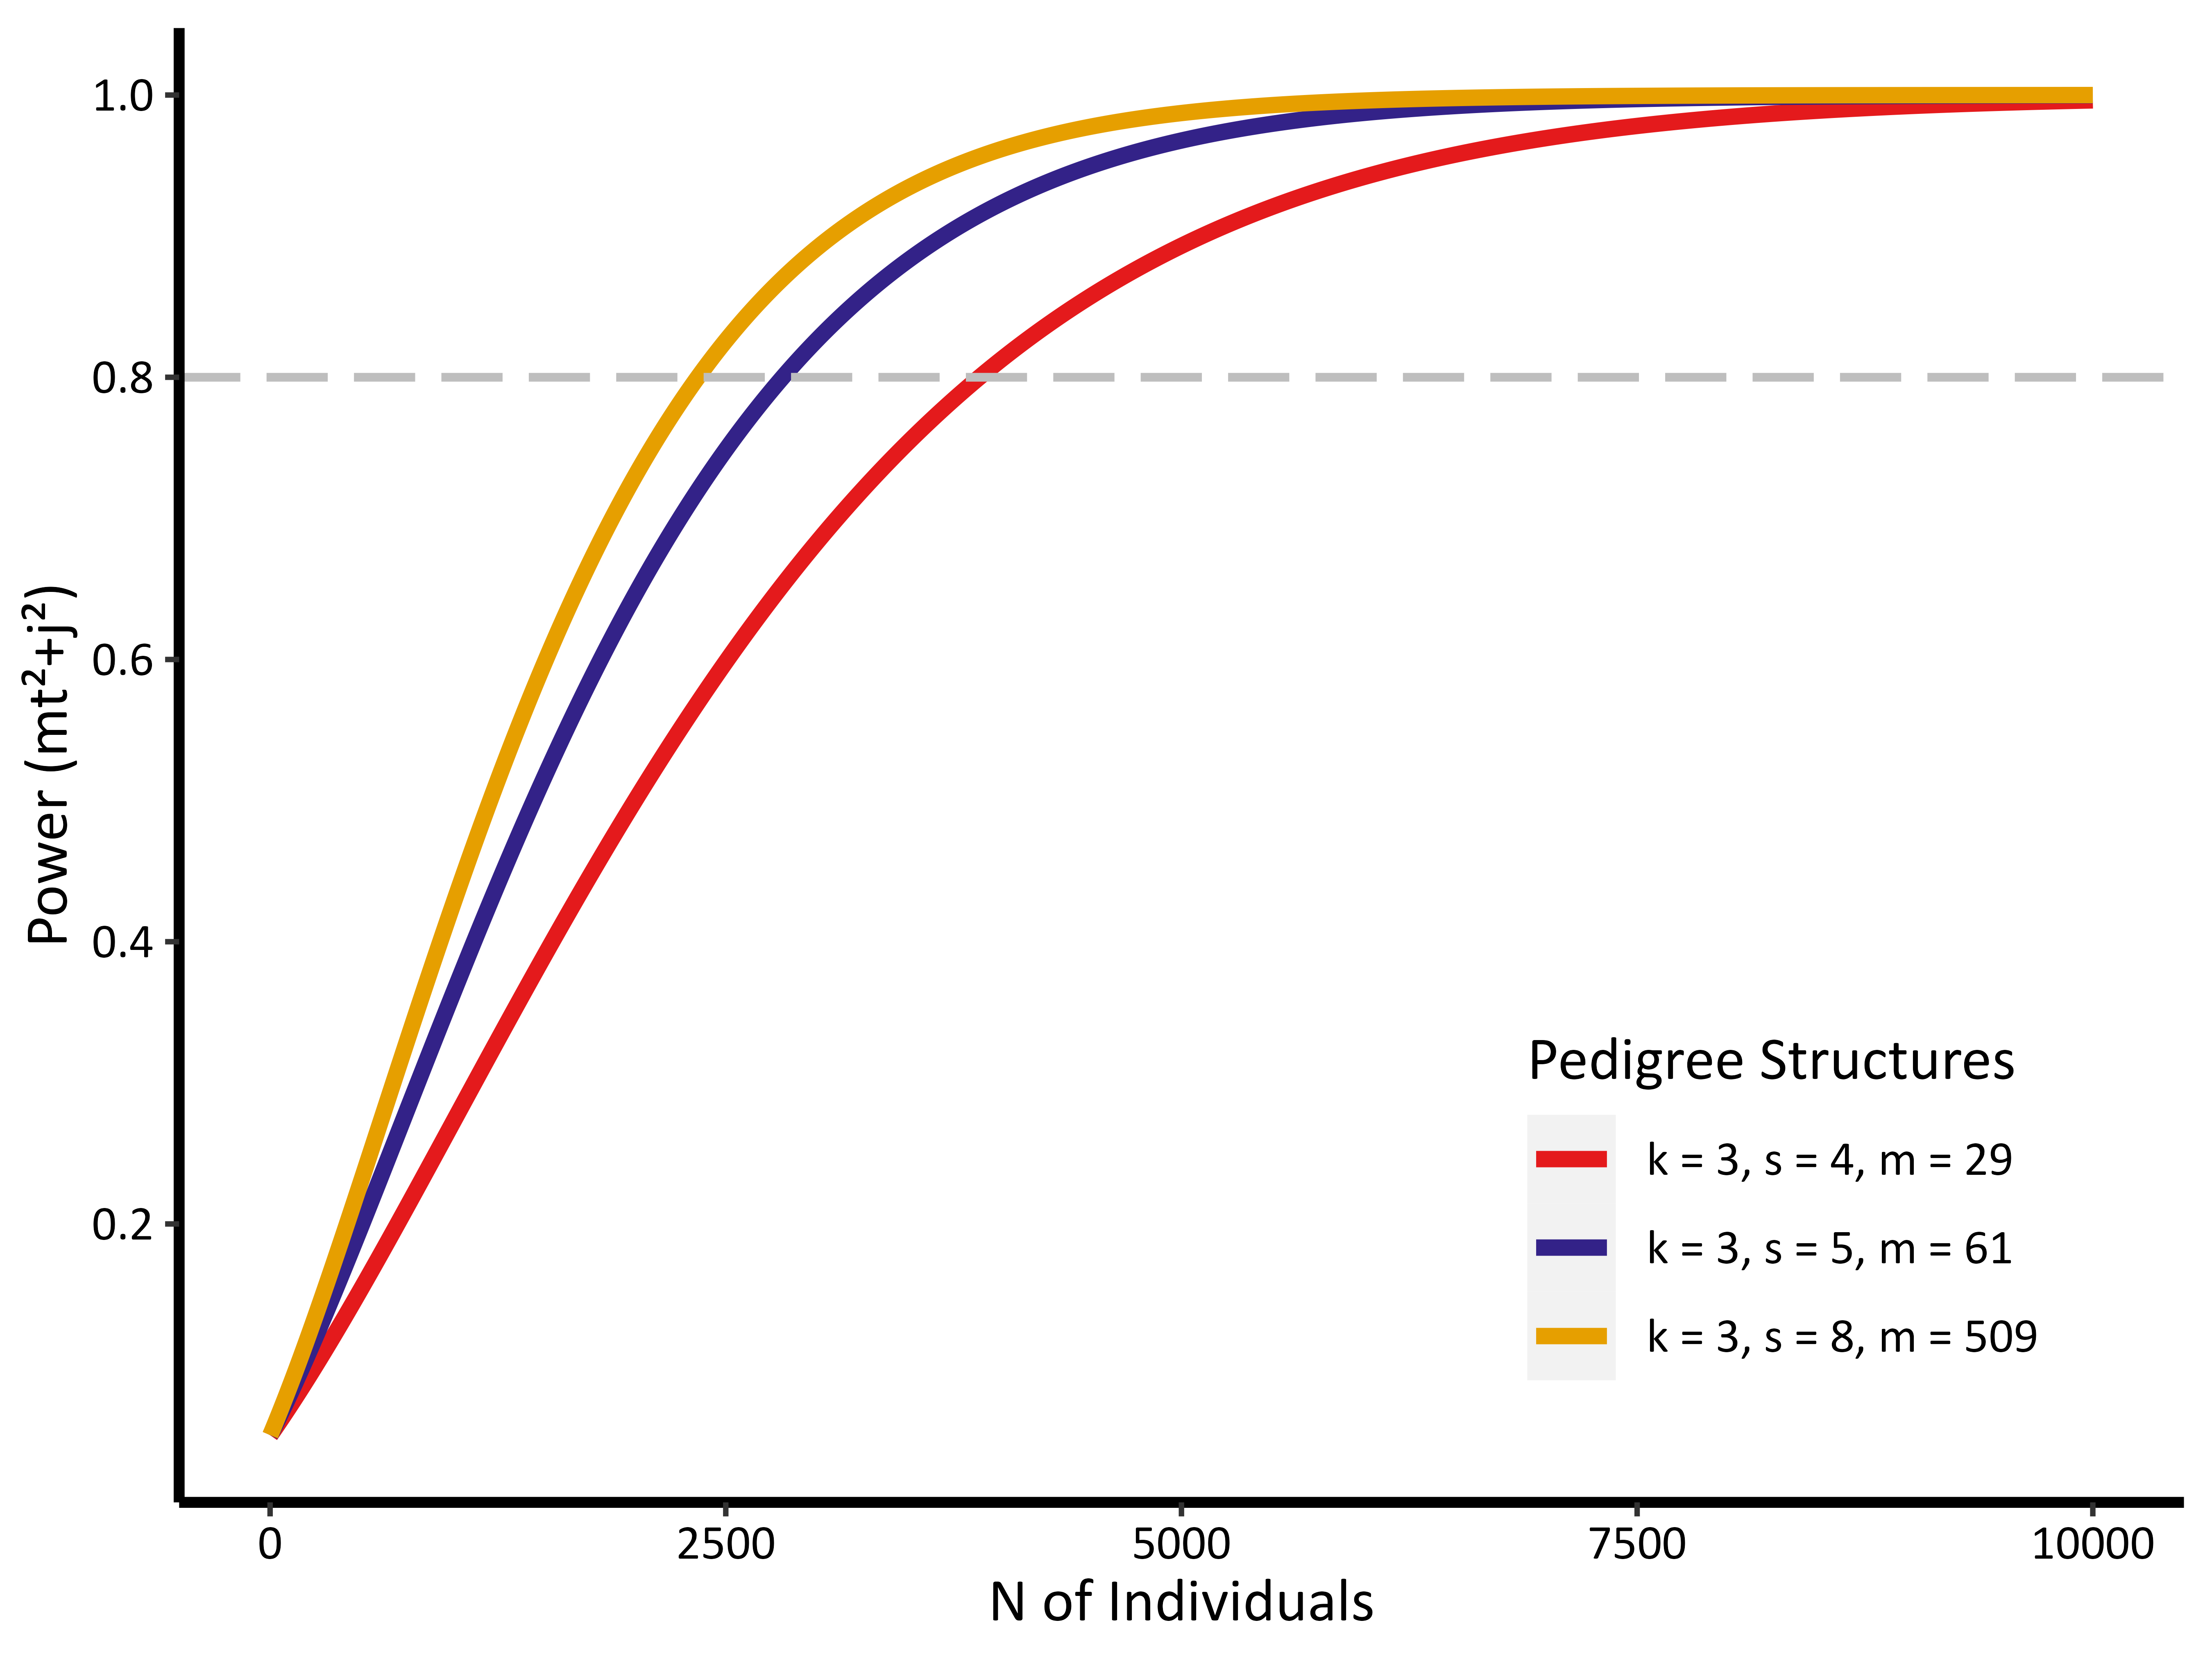 1.0
0.8
0.6
0.4
0.2
Power (mt²+j²)
0
2500
5000
7500
10000
N of Individuals
Pedigree Structures
k = 3, s = 4, m = 29
k = 3, s = 5, m = 61
k = 3, s = 8, m = 509